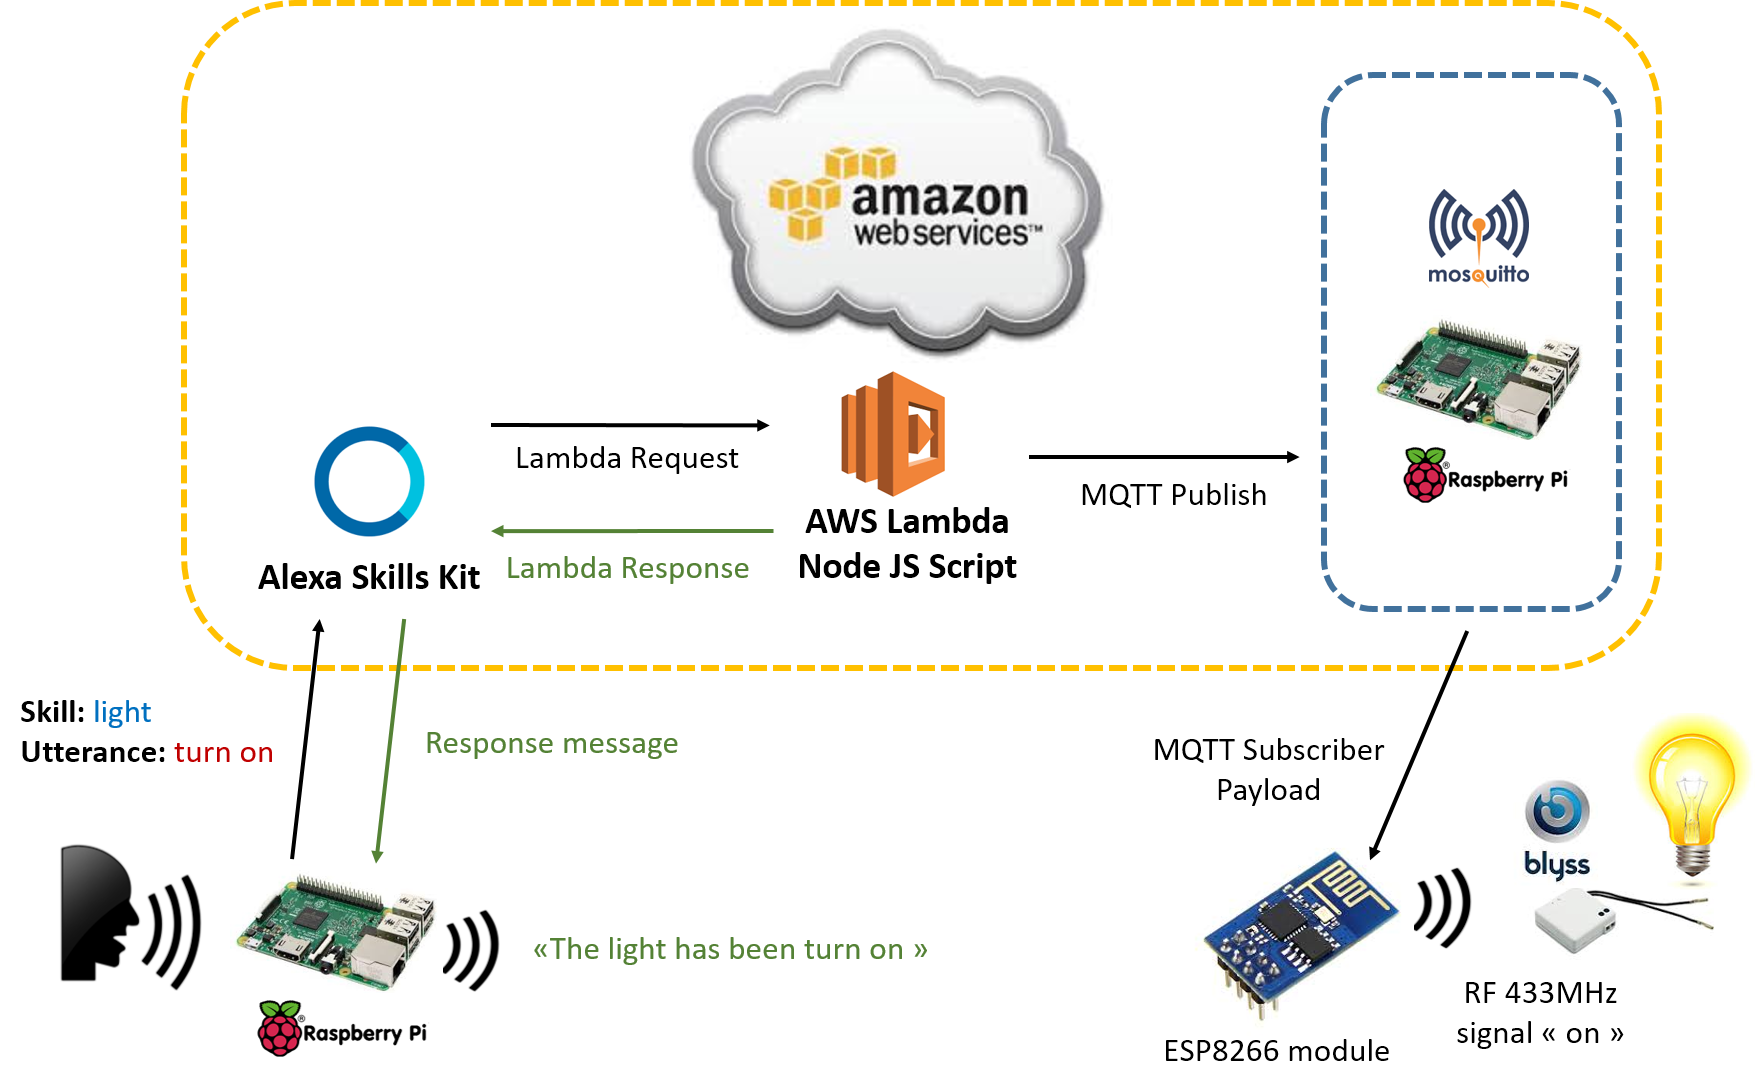 amazon
web services™
mosquitto
Raspberry Pi
Lambda Request
MQTT Publish
AWS Lambda
Node JS Script
Lambda Response
Alexa Skills Kit
Skill: light
Utterance: turn on
Response message
MQTT Subscriber
Payload
blyss
«The light has been turn on »
RF 433MHz
signal « on »
Raspberry Pi
ESP8266 module